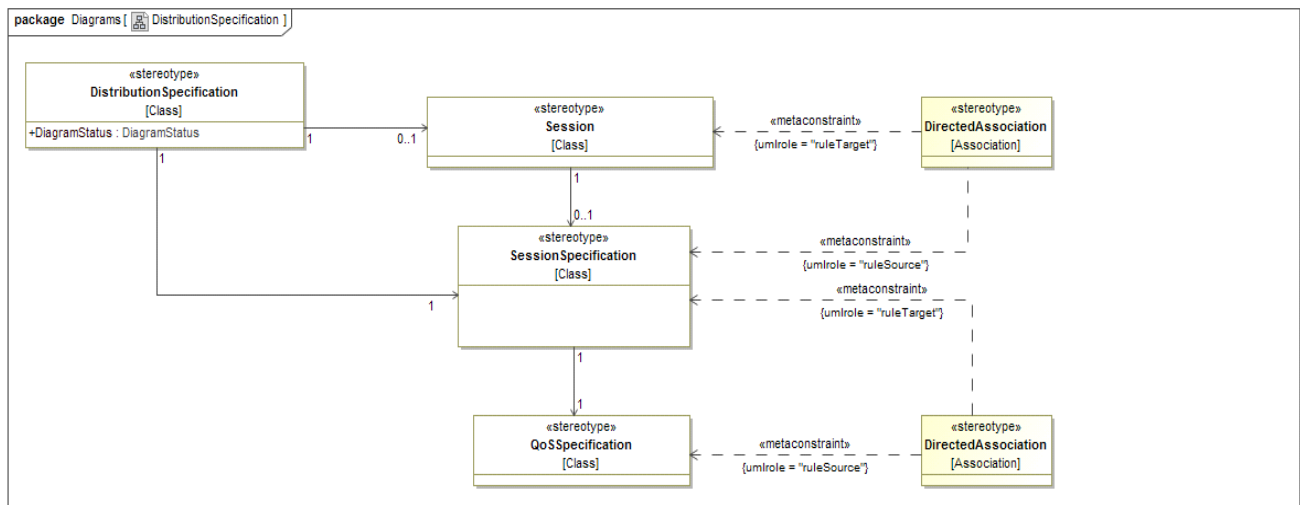 package Diagrams [ DistributionSpecification ]
«stereotype»
DistributionSpecification
[Class]
+DiagramStatus : DiagramStatus
1
0..1
1
«stereotype»
Session
[Class]
«metaconstraint»
{umlrole = "ruleTarget"}
«stereotype»
DirectedAssociation
[Association]
1
0..1
«stereotype»
SessionSpecification
[Class]
«metaconstraint»
{umlrole = "ruleSource"}
«metaconstraint»
{umlrole = "ruleTarget"}
1
1
1
«stereotype»
QoSSpecification
[Class]
«metaconstraint»
{umlrole = "ruleSource"}
«stereotype»
DirectedAssociation
[Association]